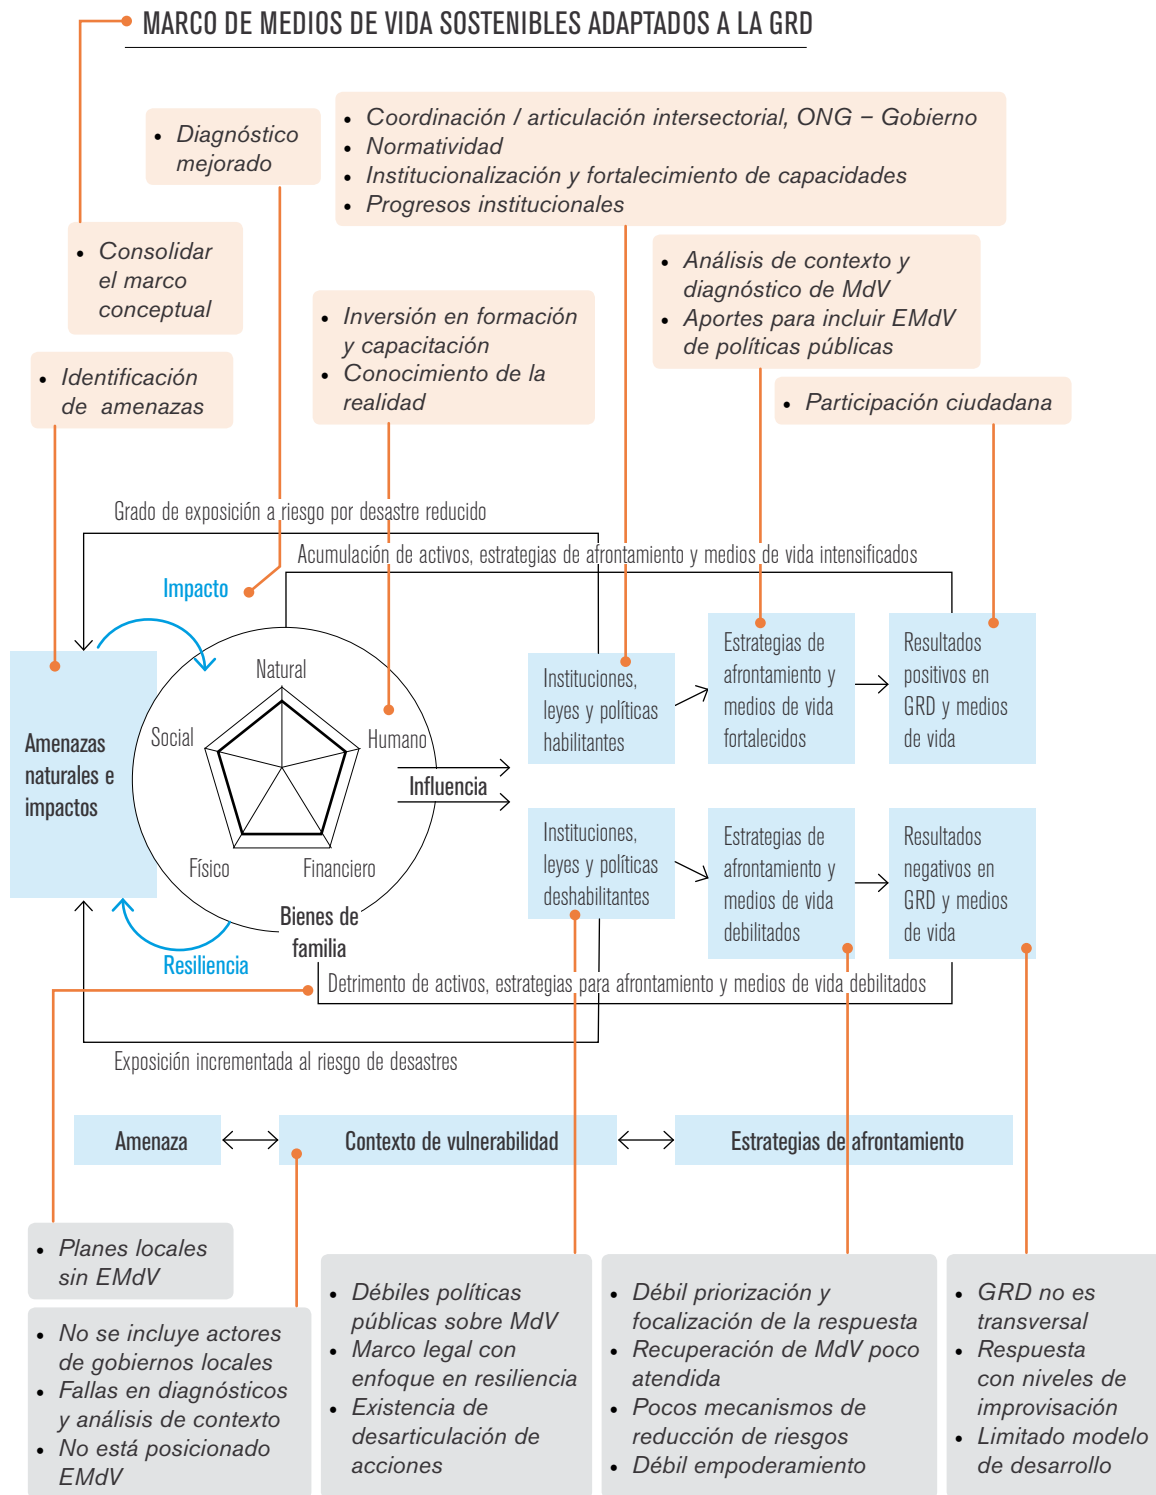 MARCO DE MEDIOS DE VIDA SOSTENIBLES ADAPTADOS A LA GRD
• Diagnóstico
mejorado
• Coordinación / articulación intersectorial, ONG – Gobierno
• Normatividad
• Institucionalización y fortalecimiento de capacidades
• Progresos institucionales
• Consolidar
el marco
conceptual
• Análisis de contexto y
diagnóstico de MdV
• Aportes para incluir EMdV
de políticas públicas
• Inversión en formación
y capacitación
• Conocimiento de la
realidad
• Identificación
de amenazas
• Participación ciudadana
Grado de exposición a riesgo por desastre reducido
Acumulación de activos, estrategias de afrontamiento y medios de vida intensificados
Impacto
Amenazas
naturales e
impactos
Natural
Social
Humano
Físico
Financiero
Bienes de
familia
Influencia
Resiliencia
Instituciones,
leyes y políticas
habilitantes
Estrategias de
afrontamiento y
medios de vida
fortalecidos
Resultados
positivos en
GRD y medios
de vida
Instituciones,
leyes y políticas
deshabilitantes
Estrategias de
afrontamiento y
medios de vida
debilitados
Resultados
negativos en
GRD y medios
de vida
Detrimento de activos, estrategias para afrontamiento y medios de vida debilitados
Exposición incrementada al riesgo de desastres
Amenaza
Contexto de vulnerabilidad
Estrategias de afrontamiento
• Planes locales
sin EMdV
• No se incluye actores
de gobiernos locales
• Fallas en diagnósticos
y análisis de contexto
• No está posicionado
EMdV
• Débiles políticas
públicas sobre MdV
• Marco legal con
enfoque en resiliencia
• Existencia de
desarticulación de
acciones
• Débil priorización y
focalización de la respuesta
• Recuperación de MdV poco
atendida
• Pocos mecanismos de
reducción de riesgos
• Débil empoderamiento
• GRD no es
transversal
• Respuesta
con niveles de
improvisación
• Limitado modelo
de desarrollo